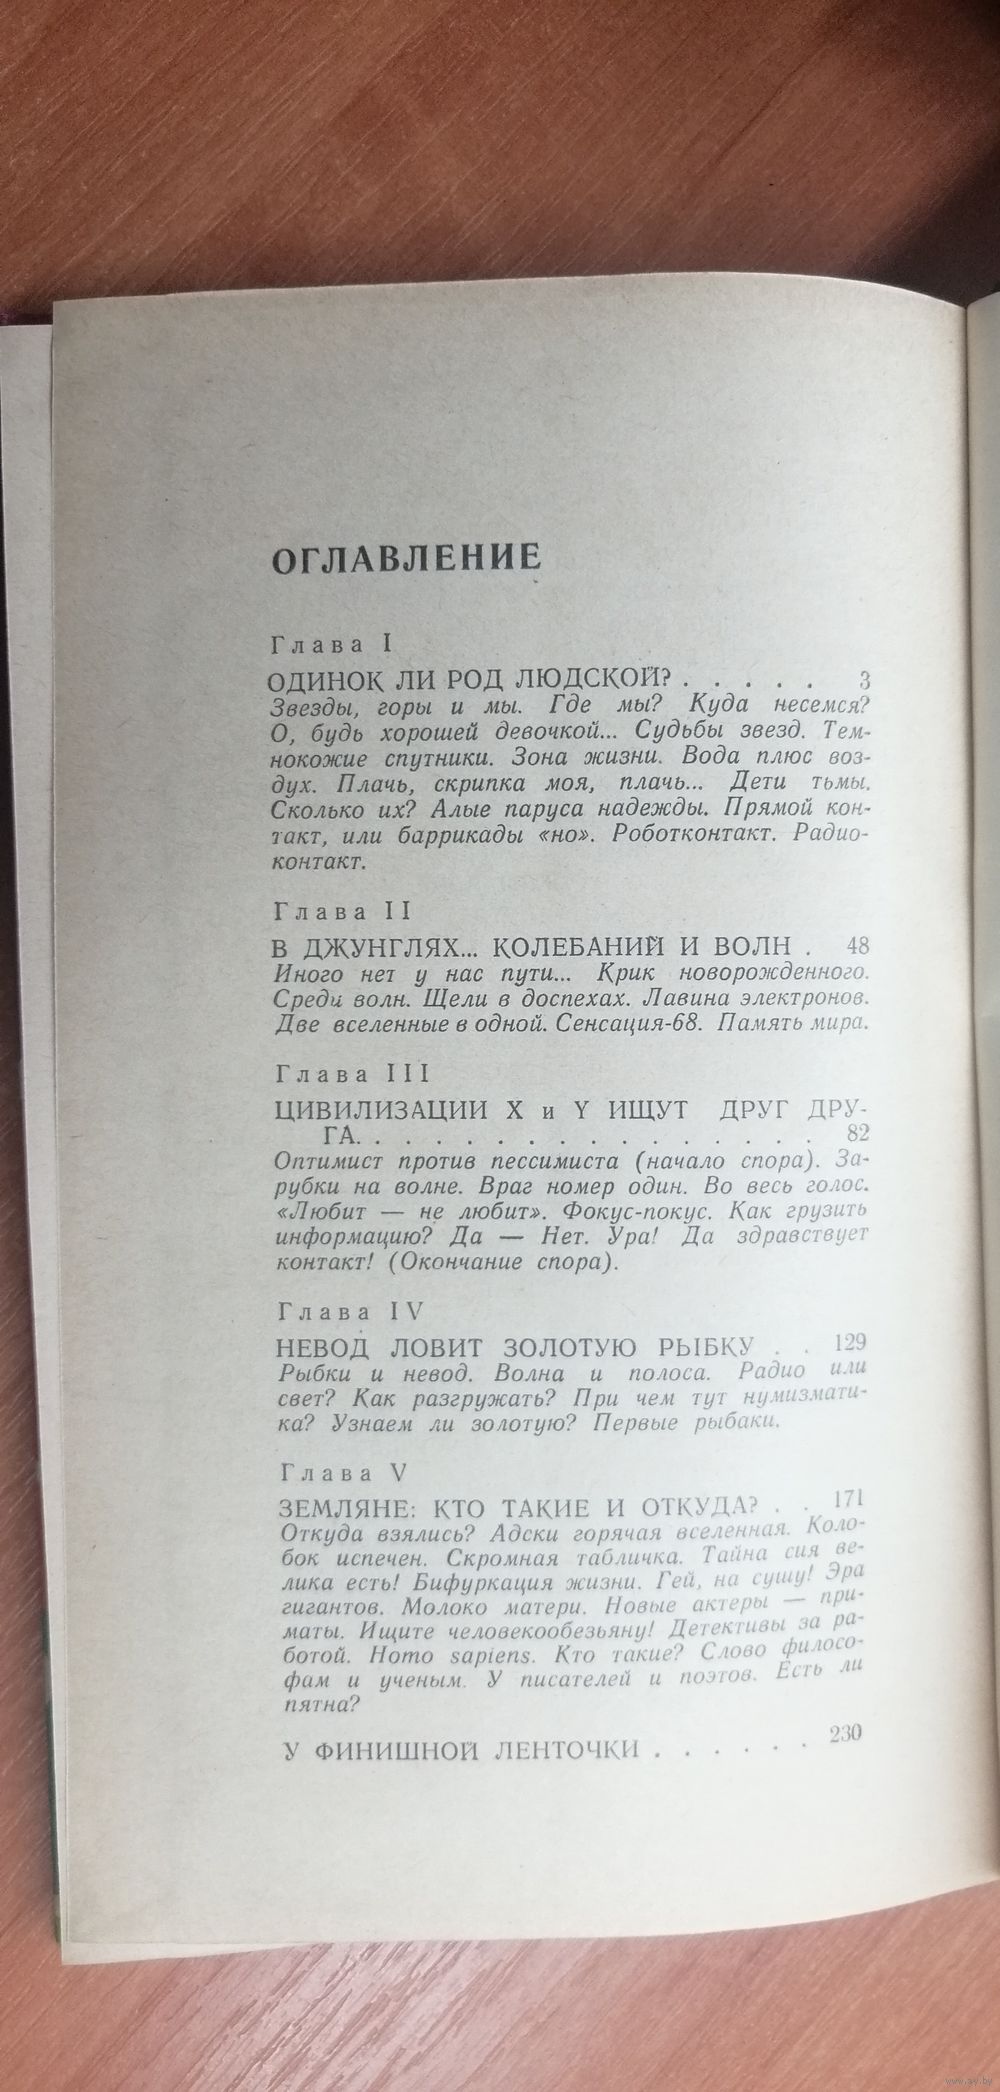 ОГЛАВЛЕНИЕ
Глава I
ОДИНОК ЛИ РОД ЛЮДСКОЙ? . . . . . 3
Звезды, горы и мы. Где мы? Куда несемся?
О, будь хорошей девочкой... Судьбы звезд. Тем-
нокожие спутники. Зона жизни. Вода плюс воз-
дух. Плачь, скрипка моя, плачь... Дети тьмы.
Сколько их? Алые паруса надежды. Прямой кон-
такт, или баррикады «но». Роботконтакт. Радио-
контакт.
Глава II
В ДЖУНГЛЯХ... КОЛЕБАНИЙ И ВОЛН . 48
Иного нет у нас пути... Крик новорожденного.
Среди волн. Щели в доспехах. Лавина электронов.
Две вселенные в одной. Сенсация-68. Память мира.
Глава III
ЦИВИЛИЗАЦИИ X и Y ИЩУТ ДРУГ ДРУ-
ГА. . . . . . . . . . . . . . . . . 82
Оптимист против пессимиста (начало спора). За-
рубки на волне. Враг номер один. Во весь голос.
«Любит — не любит». Фокус-покус. Как грузить
информацию? Да — Нет. Ура! Да здравствует
контакт! (Окончание спора).
Глава IV
НЕВОД ЛОВИТ ЗОЛОТУЮ РЫБКУ . . 129
Рыбки и невод. Волна и полоса. Радио или
свет? Как разгружать? При чем тут нумизмати-
ка? Узнаем ли золотую? Первые рыбаки.
Глава V
ЗЕМЛЯНЕ: КТО ТАКИЕ И ОТКУДА? . . 171
Откуда взялись? Адски горячая вселенная. Коло-
бок испечен. Скромная табличка. Тайна сия ве-
лика есть! Бифуркация жизни. Гей, на сушу! Эра
гигантов. Молоко матери. Новые актеры — при-
маты. Ищите человекообезьяну! Детективы за ра-
ботой. Homo sapiens. Кто такие? Слово филосо-
фам и ученым. У писателей и поэтов. Есть ли
пятна?
У ФИНИШНОЙ ЛЕНТОЧКИ . . . . . . 230
www.ay.by